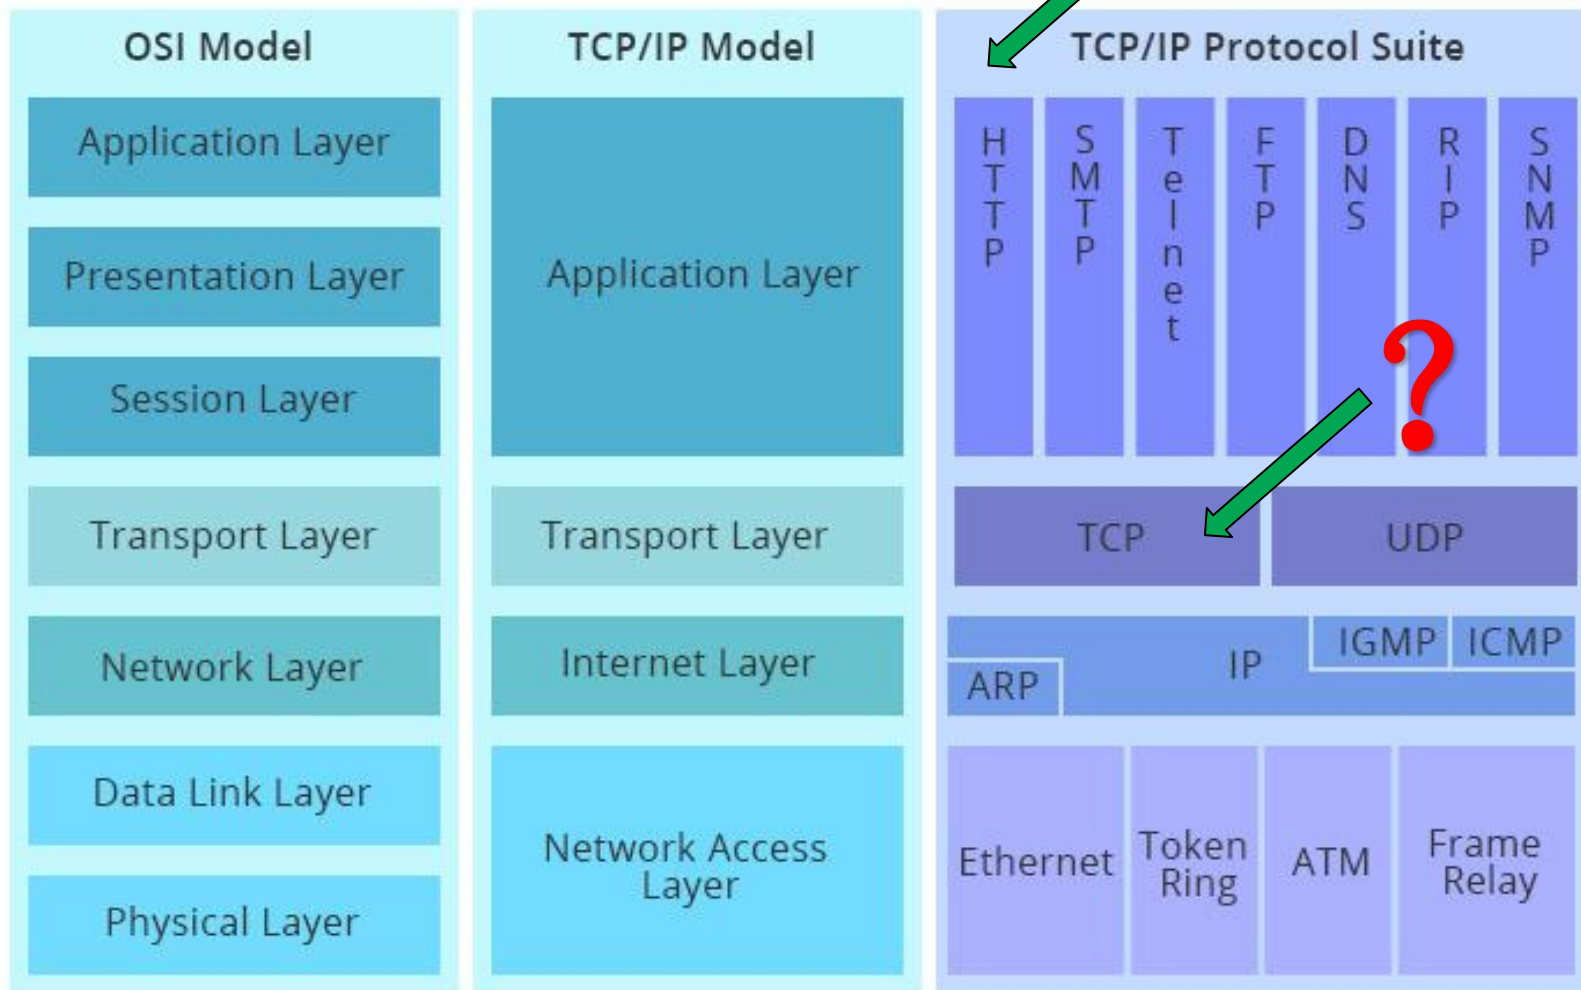 OSI Model
Application Layer
Presentation Layer
Session Layer
Transport Layer
Network Layer
Data Link Layer
Physical Layer
TCP/IP Model
Application Layer
Transport Layer
Internet Layer
Network Access
Layer
TCP/IP Protocol Suite
HTTP
SMTP
Telnet
FTP
DNS
RIP
SNMP
?
TCP
UDP
ARP
IP
IGMP
ICMP
Ethernet
Token
Ring
ATM
Frame
Relay